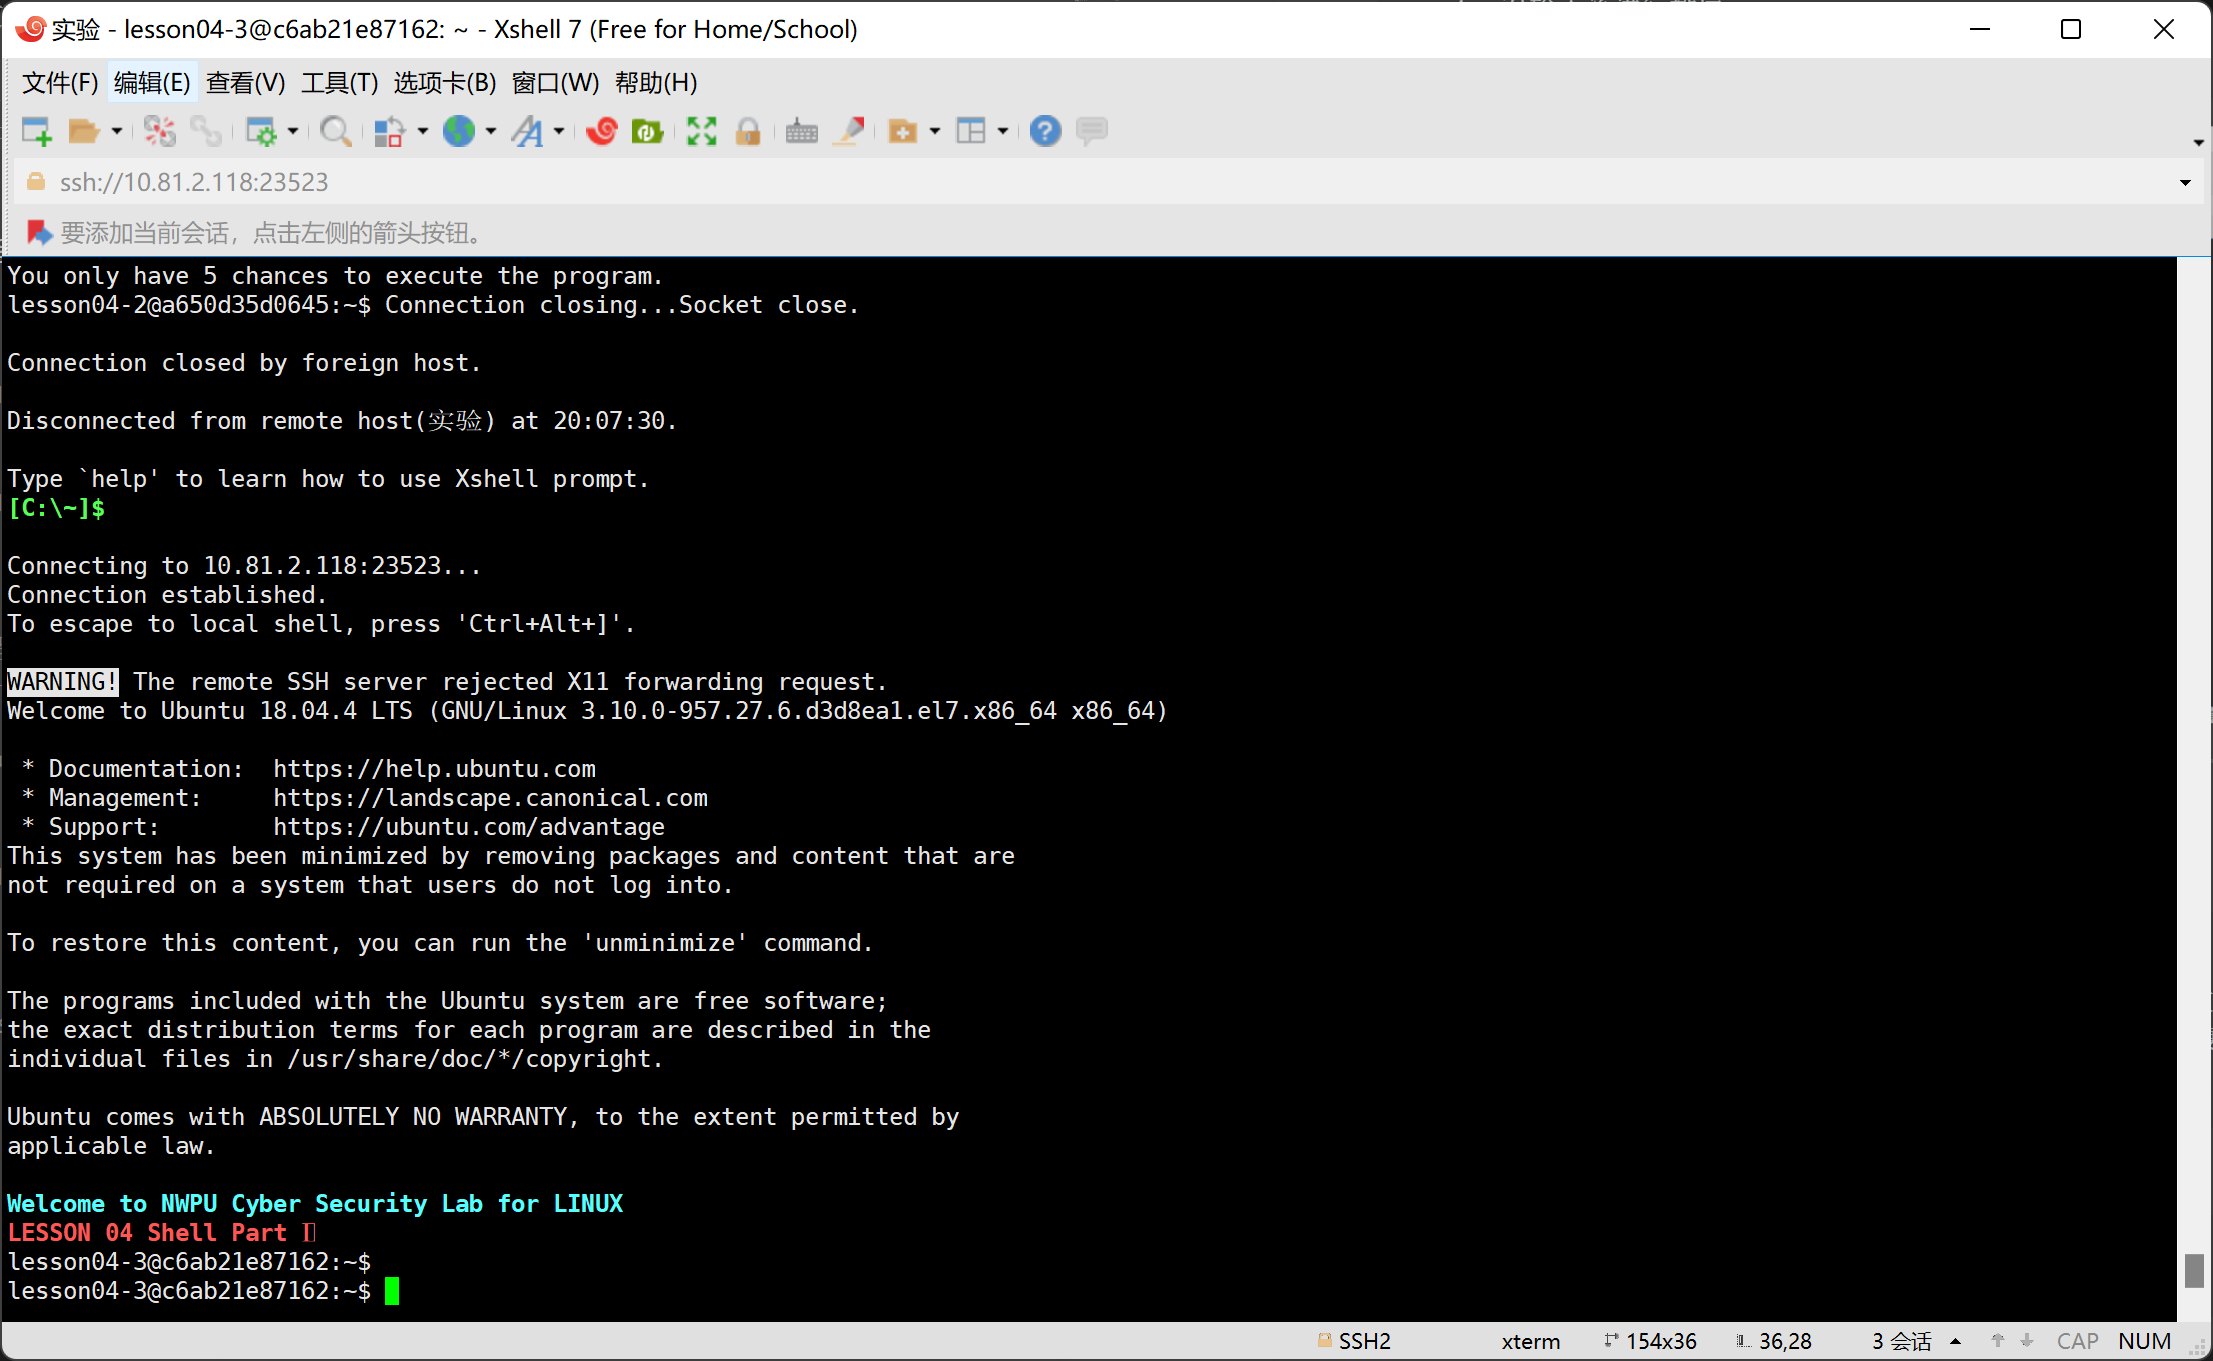 实验 - lesson04-3@c6ab21e87162: ~ - Xshell 7 (Free for Home/School)
文件(F) 编辑(E) 查看(V) 工具(T) 选项卡(B) 窗口(W) 帮助(H)
ssh://10.81.2.118:23523
要添加当前会话，点击左侧的箭头按钮。
You only have 5 chances to execute the program.
lesson04-2@a650d35d0645:~$ Connection closing...Socket close.
Connection closed by foreign host.
Disconnected from remote host(实验) at 20:07:30.
Type `help' to learn how to use Xshell prompt.
[C:\~]$
Connecting to 10.81.2.118:23523...
Connection established.
To escape to local shell, press 'Ctrl+Alt+]'.
WARNING! The remote SSH server rejected X11 forwarding request.
Welcome to Ubuntu 18.04.4 LTS (GNU/Linux 3.10.0-957.27.6.d3d8ea1.el7.x86_64 x86_64)
* Documentation:  https://help.ubuntu.com
* Management:     https://landscape.canonical.com
* Support:        https://ubuntu.com/advantage
This system has been minimized by removing packages and content that are
not required on a system that users do not log into.
To restore this content, you can run the 'unminimize' command.
The programs included with the Ubuntu system are free software;
the exact distribution terms for each program are described in the
individual files in /usr/share/doc/*/copyright.
Ubuntu comes with ABSOLUTELY NO WARRANTY, to the extent permitted by
applicable law.
Welcome to NWPU Cyber Security Lab for LINUX
LESSON 04 Shell Part
lesson04-3@c6ab21e87162:~$
lesson04-3@c6ab21e87162:~$
SSH2 xterm 154x36 36,28 3 会话 CAP NUM